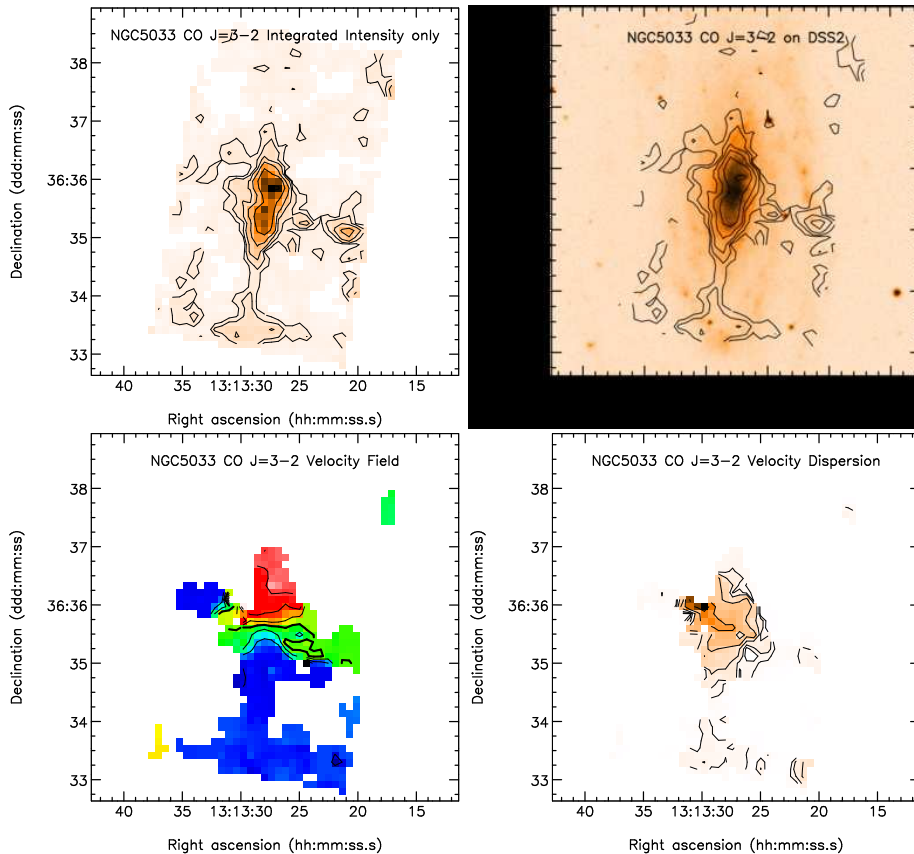 NGC5033 CO J=3-2 Integrated Intensity only
38
37
36:36
35
34
33
Declination (ddd:mm:ss)
40 35 13:13:30 25 20
Right ascension (hh:mm:ss.s)
NGC5033 CO J=3-2 on DSS2
NGC5033 CO J=3-2 Velocity Field
38
37
36:36
35
34
33
Declination (ddd:mm:ss)
40 35 13:13:30 25 20
Right ascension (hh:mm:ss.s)
NGC5033 CO J=3-2 Velocity Dispersion
38
37
36:36
35
34
33
Declination (ddd:mm:ss)
40 35 13:13:30 25 20
Right ascension (hh:mm:ss.s)